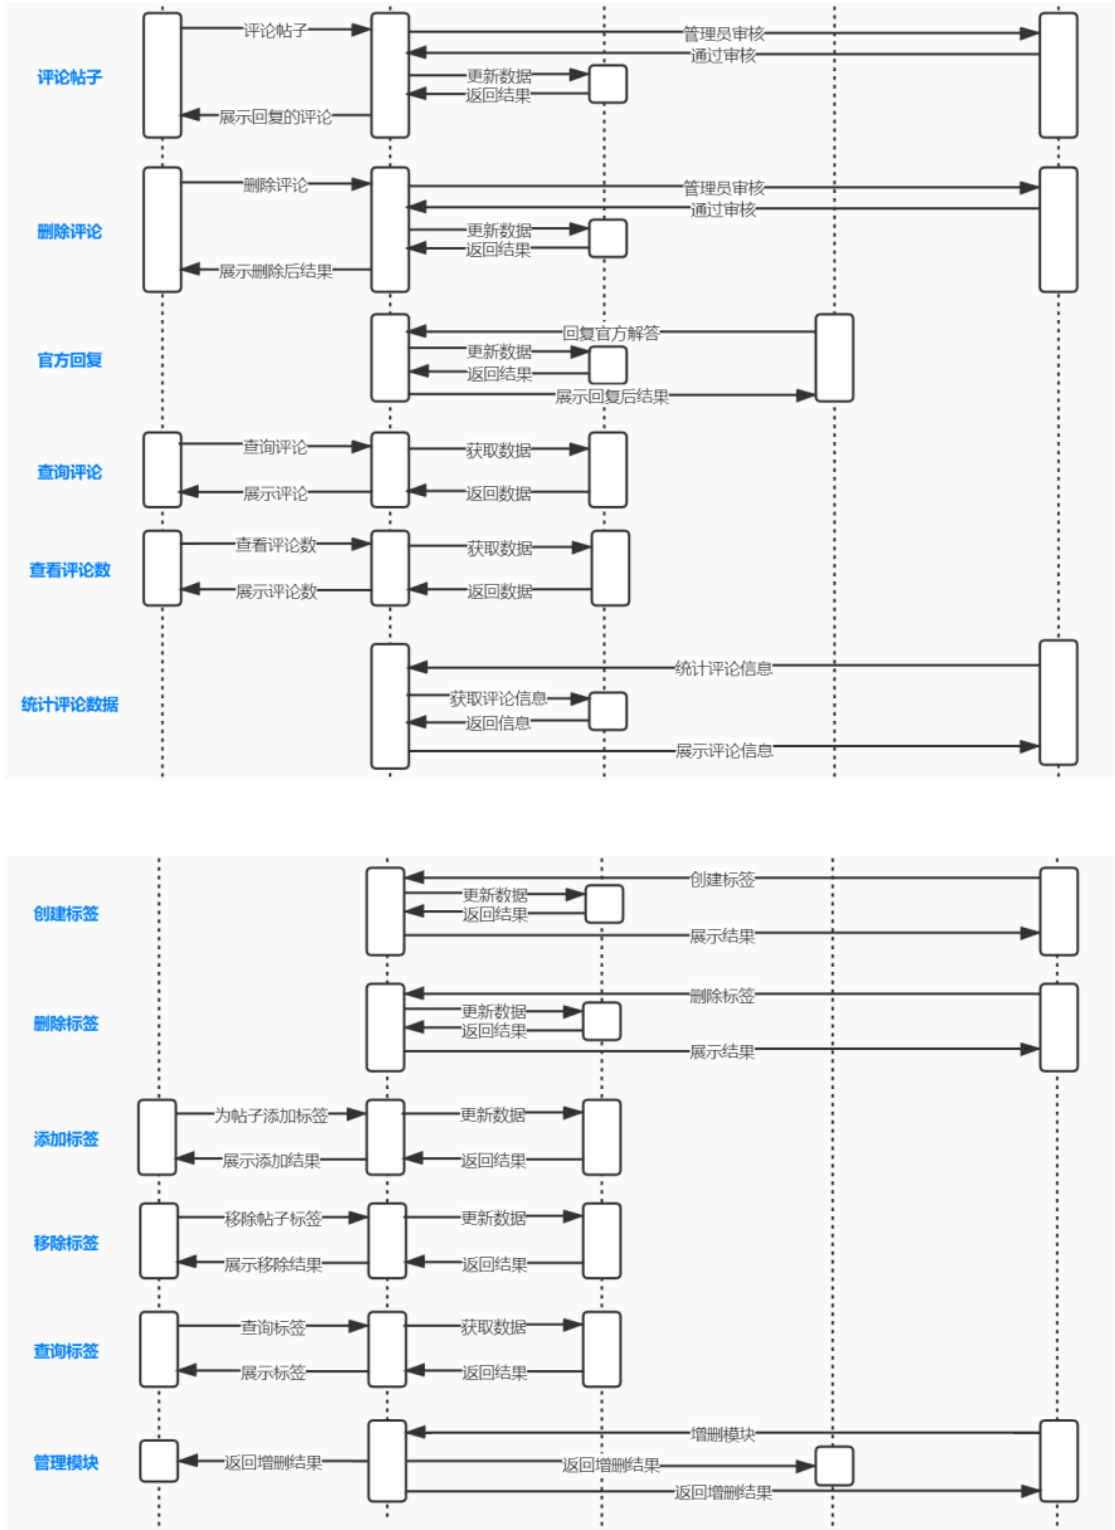 评论帖子
评论帖子
管理员审核
通过审核
更新数据
返回结果
展示回复的评论
删除评论
删除评论
管理员审核
通过审核
更新数据
返回结果
展示删除后结果
官方回复
回复官方解答
更新数据
返回结果
展示回复后结果
查询评论
查询评论
获取数据
展示评论
返回数据
查看评论数
查看评论数
获取数据
展示评论数
返回数据
统计评论数据
统计评论信息
获取评论信息
返回信息
展示评论信息
创建标签
创建标签
更新数据
返回结果
展示结果
删除标签
删除标签
更新数据
返回结果
展示结果
添加标签
为帖子添加标签
更新数据
展示添加结果
返回结果
移除标签
移除帖子标签
更新数据
展示移除结果
返回结果
查询标签
查询标签
获取数据
展示标签
返回结果
管理模块
增删模块
返回增删结果
返回增删结果
返回增删结果